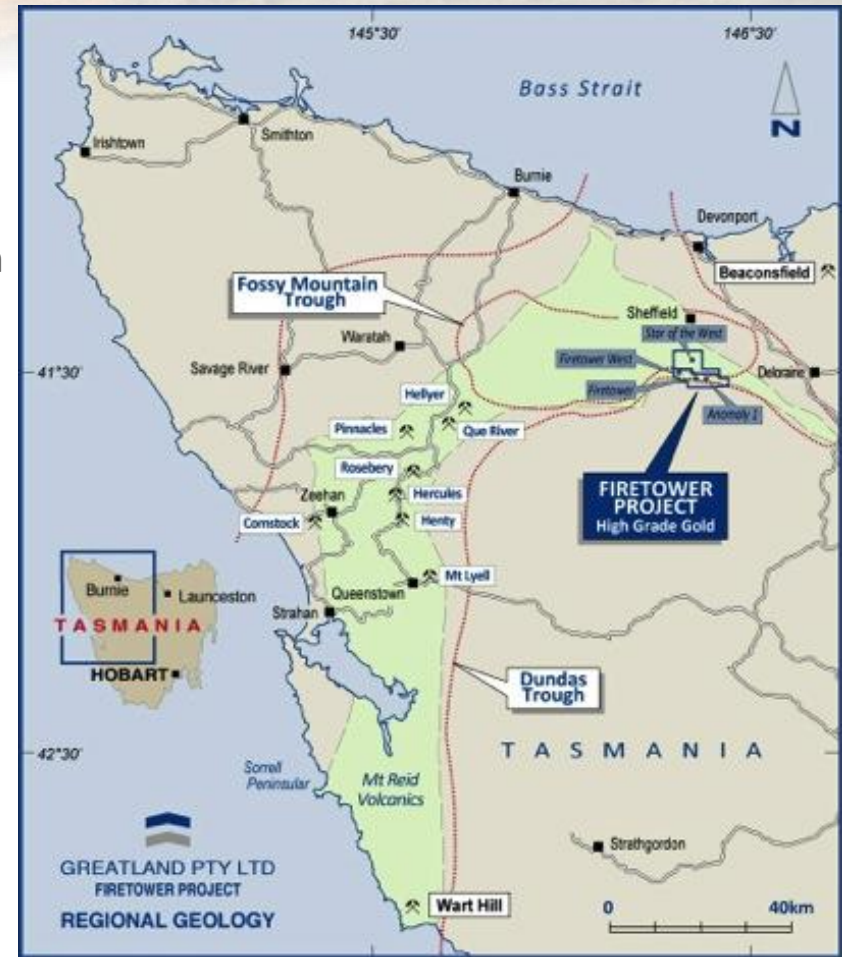 145°30'
146°30'
Bass Strait
N
Irishtown
Smithton
Burnie
Devonport
Beaconsfield
Fossy Mountain
Trough
Sheffield
Star of the West
Waratah
Firetower West
41°30'
Savage River
Deloraine
Firetower
Hellyer
Anomaly 1
Pinnacles
Que River
Rosebery
FIRETOWER
PROJECT
High Grade Gold
Zeehan
Hercules
Comstock
Henty
Mt Lyell
Queenstown
Burnie
Launceston
Strahan
TASMANIA
HOBART
Dundas
Trough
42°30'
TASMANIA
Sorrell
Peninsular
Mt Reid
Volcanics
Strathgordon
GREATLAND PTY LTD
FIRETOWER PROJECT
REGIONAL GEOLOGY
Wart Hill
0 40km